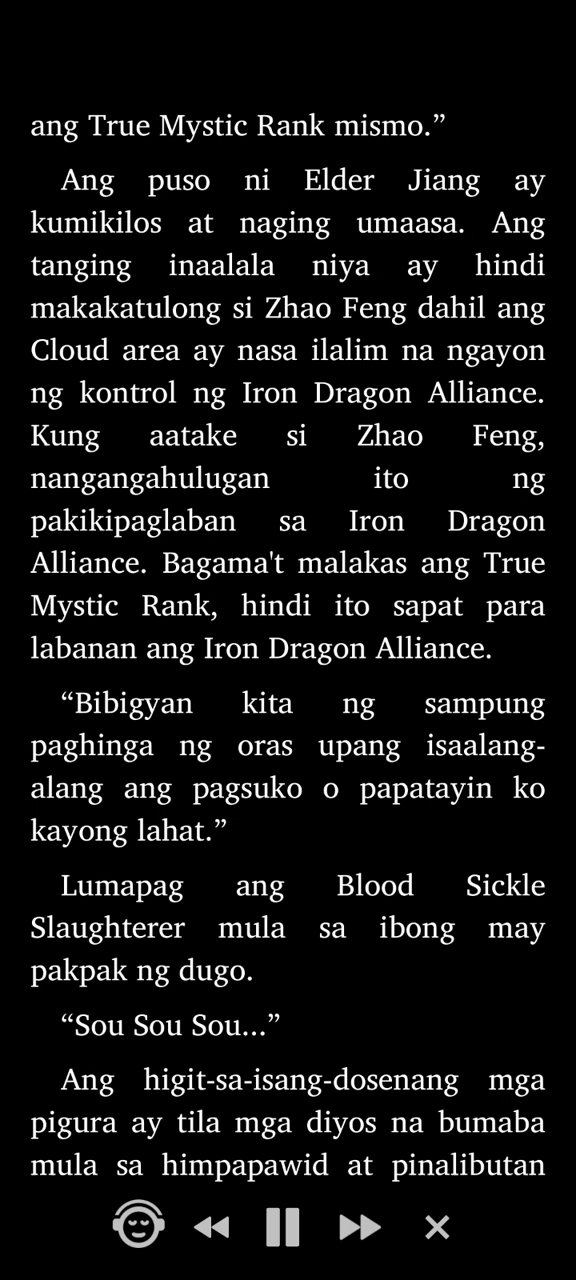 ang True Mystic Rank mismo.”
Ang puso ni Elder Jiang ay
kumikilos at naging umaasa. Ang
tanging inaalala niya ay hindi
makakatulong si Zhao Feng dahil ang
Cloud area ay nasa ilalim na ngayon
ng kontrol ng Iron Dragon Alliance.
Kung aatake si Zhao Feng,
nangangahulugan ito ng
pakikipaglaban sa Iron Dragon
Alliance. Bagama't malakas ang True
Mystic Rank, hindi ito sapat para
labanan ang Iron Dragon Alliance.
“Bibigyan kita ng sampung
paghinga ng oras upang isaalang-
alang ang pagsuko o papatayin ko
kayong lahat.”
Lumapag ang Blood Sickle
Slaughterer mula sa ibong may
pakpak ng dugo.
“Sou Sou Sou...”
Ang higit-sa-isang-dosenang mga
pigura ay tila mga diyos na bumaba
mula sa himpapawid at pinalibutan